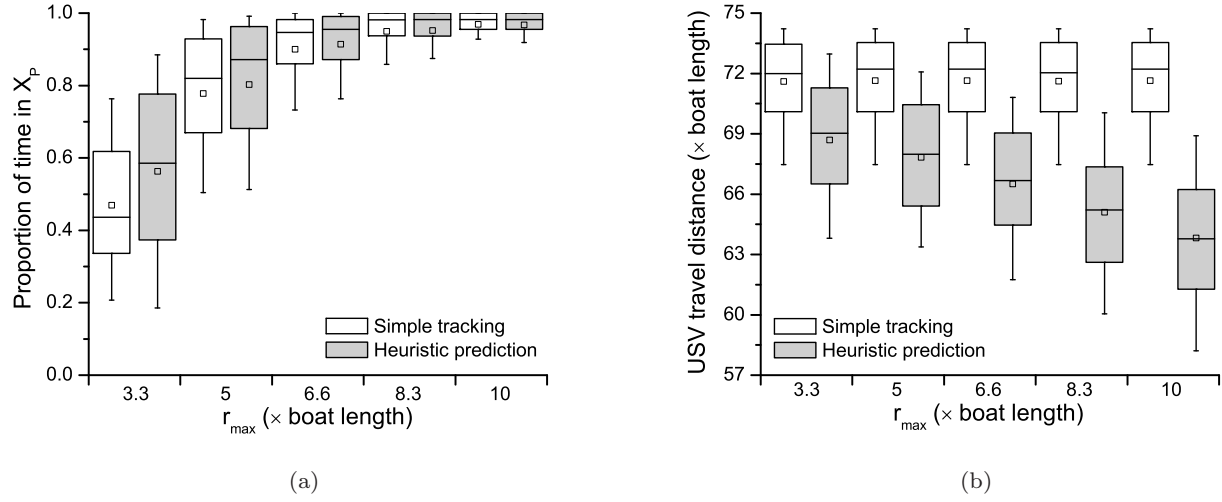 1.0
0.8
0.6
0.4
0.2
0.0
Proportion of time in X_P
Simple tracking
Heuristic prediction
3.3 5 6.6 8.3 10
r_max (× boat length)
(a)
75
72
69
66
63
60
57
USV travel distance (× boat length)
Simple tracking
Heuristic prediction
3.3 5 6.6 8.3 10
r_max (× boat length)
(b)